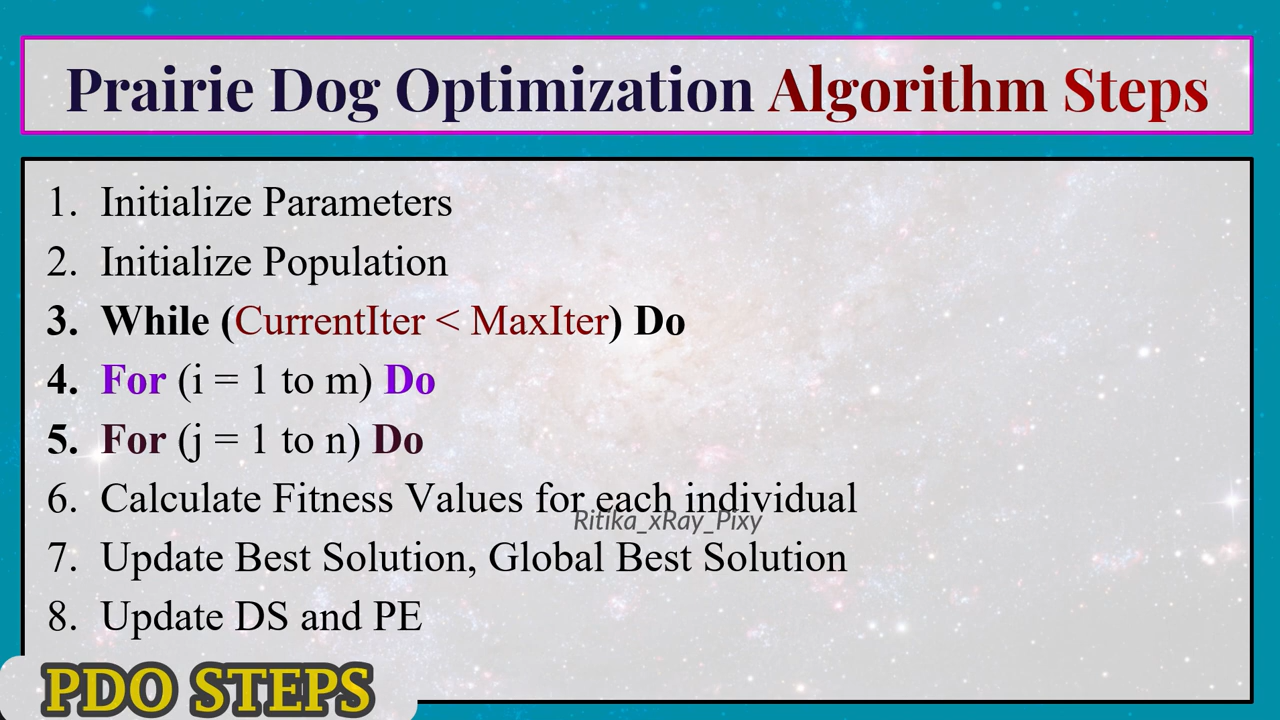 Prairie Dog Optimization Algorithm Steps
1. Initialize Parameters
2. Initialize Population
3. While (CurrentIter < MaxIter) Do
4. For (i = 1 to m) Do
5. For (j = 1 to n) Do
6. Calculate Fitness Values for each individual
Ritika_xRay_Pixy
7. Update Best Solution, Global Best Solution
8. Update DS and PE
PDO STEPS